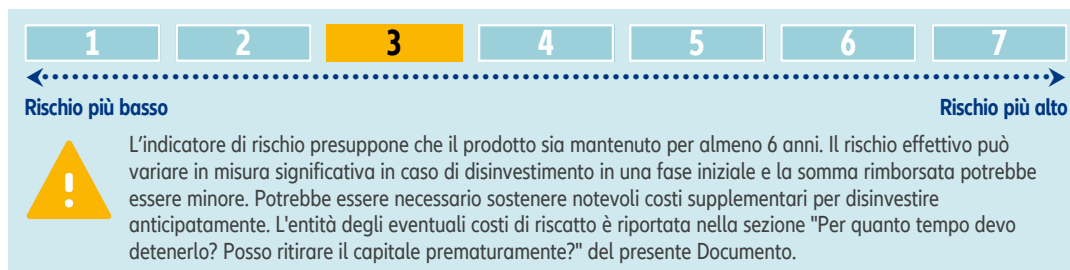 1 2 3 4 5 6 7
Rischio più basso Rischio più alto
L'indicatore di rischio presuppone che il prodotto sia mantenuto per almeno 6 anni. Il rischio effettivo può
variare in misura significativa in caso di disinvestimento in una fase iniziale e la somma rimborsata potrebbe
essere minore. Potrebbe essere necessario sostenere notevoli costi supplementari per disinvestire
anticipatamente. L'entità degli eventuali costi di riscatto è riportata nella sezione "Per quanto tempo devo
detenerlo? Posso ritirare il capitale prematuramente?" del presente Documento.